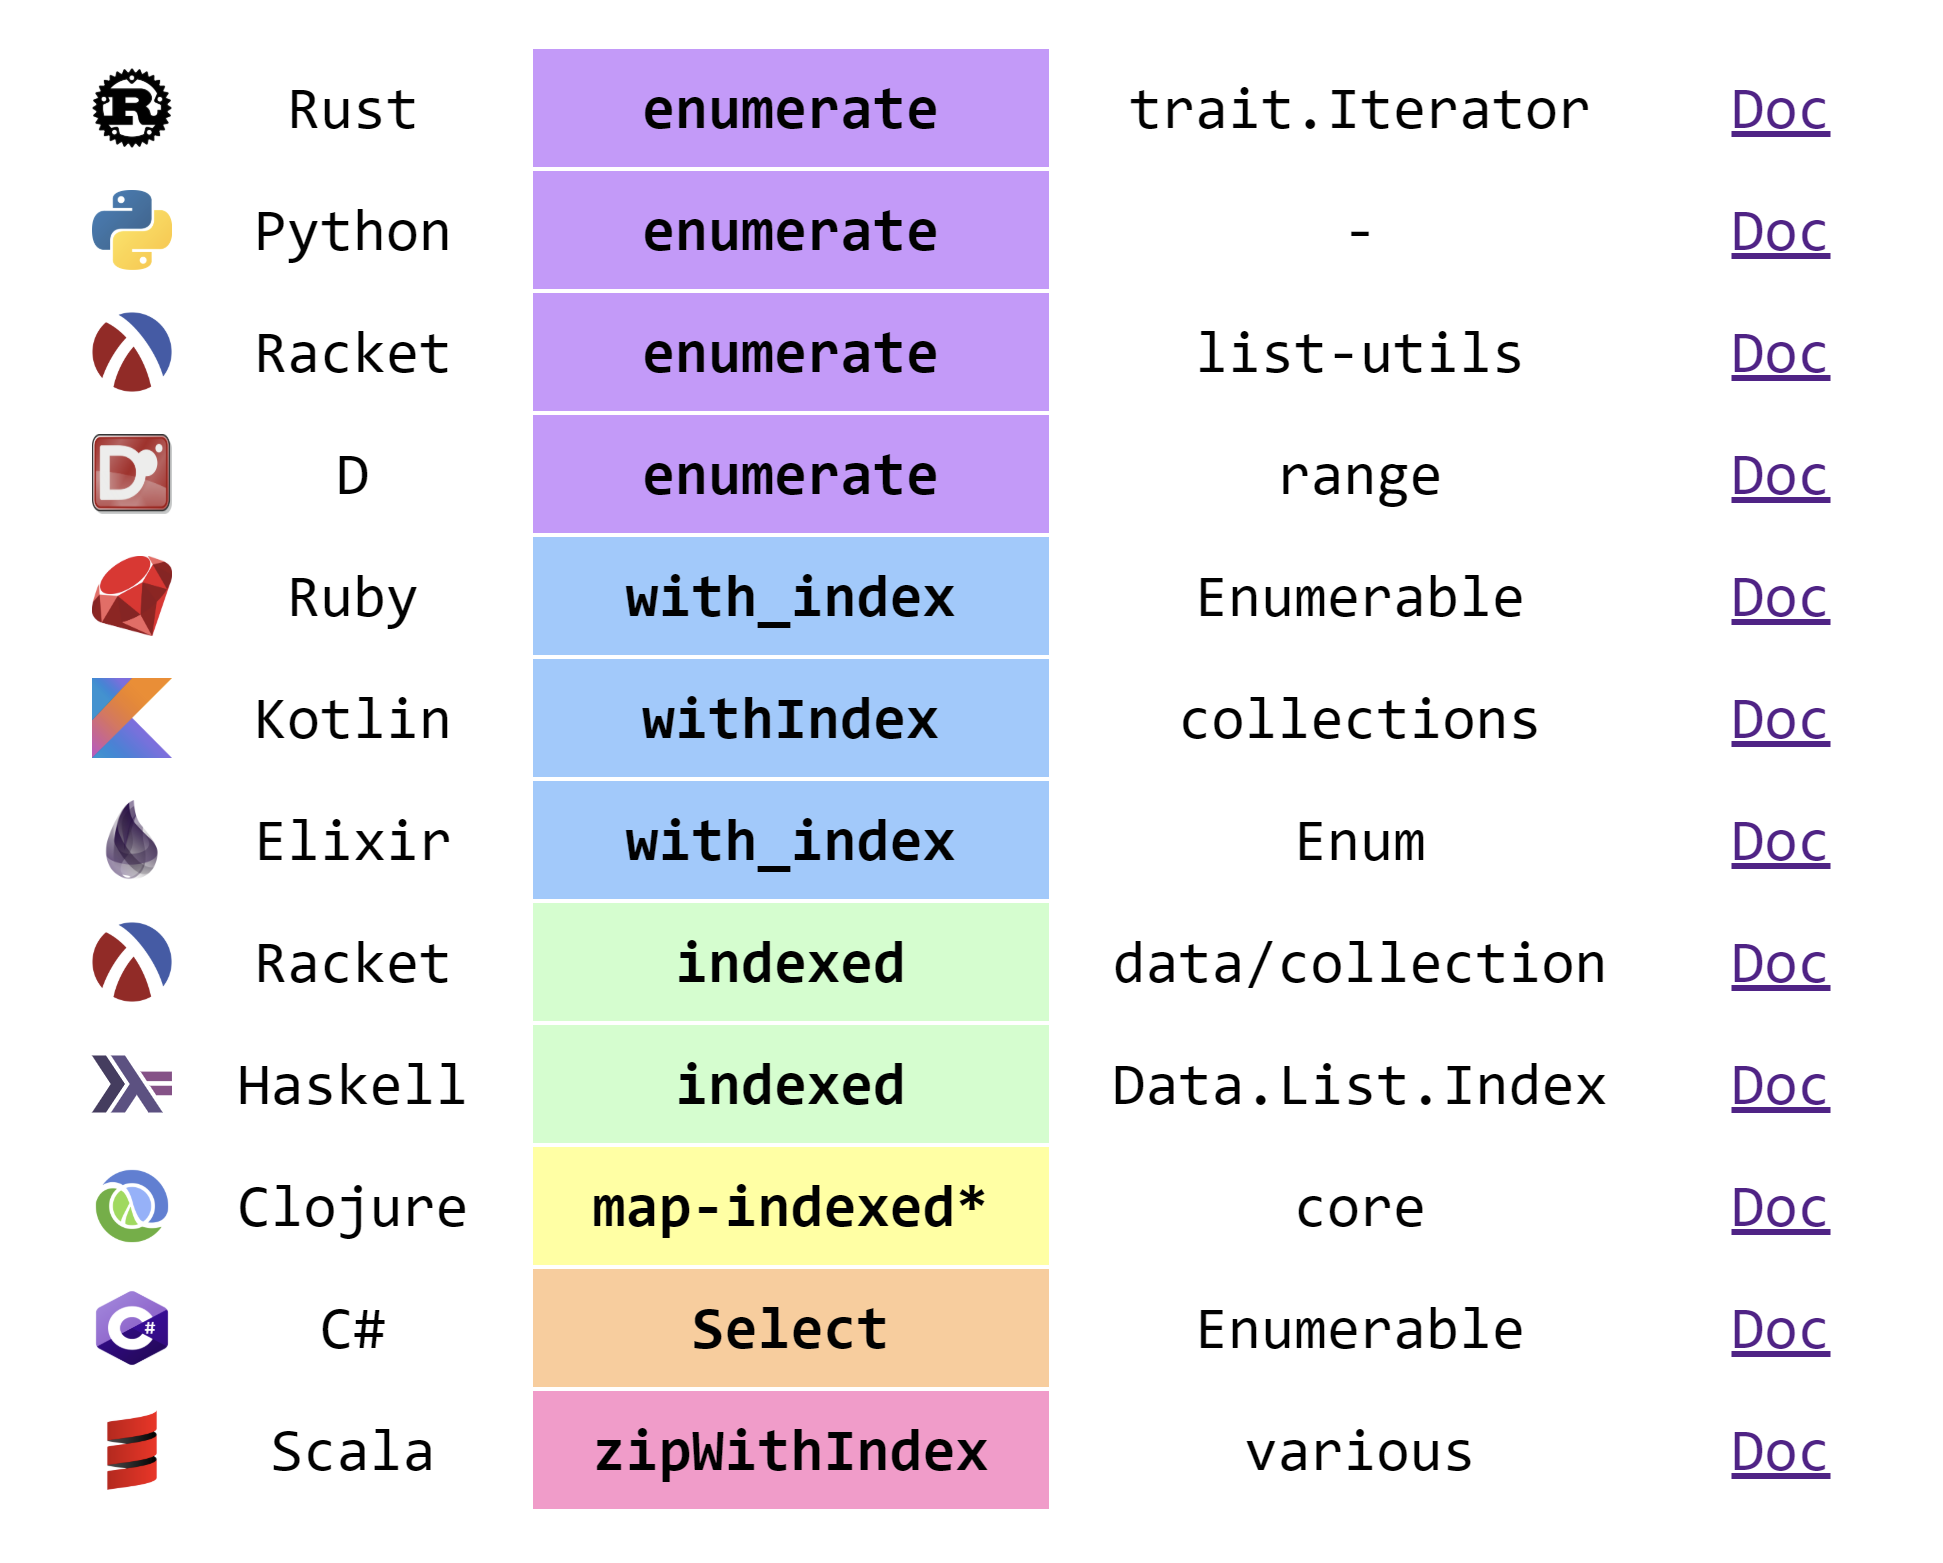 Rust enumerate trait.Iterator Doc
Python enumerate - Doc
Racket enumerate list-utils Doc
D enumerate range Doc
Ruby with_index Enumerable Doc
Kotlin withIndex collections Doc
Elixir with_index Enum Doc
Racket indexed data/collection Doc
Haskell indexed Data.List.Index Doc
Clojure map-indexed* core Doc
C# Select Enumerable Doc
Scala zipWithIndex various Doc